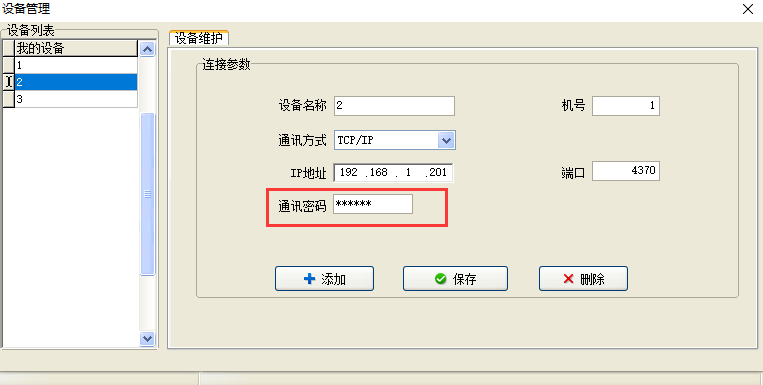 设备管理
设备列表
我的设备
1
2
3
设备维护
连接参数
设备名称 2 机号 1
通讯方式 TCP/IP
IP地址 192 .168 . 1 .201 端口 4370
通讯密码 ******
添加 保存 删除